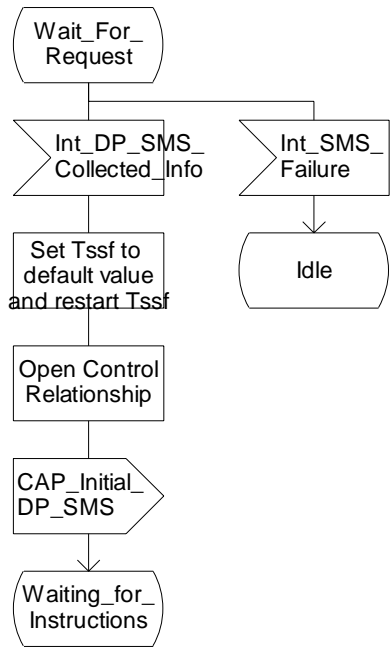 Wait_For_
Request
Int_DP_SMS_
Collected_Info
Int_SMS_
Failure
Set Tssf to
default value
and restart Tssf
Idle
Open Control
Relationship
CAP_Initial_
DP_SMS
Waiting_for_
Instructions